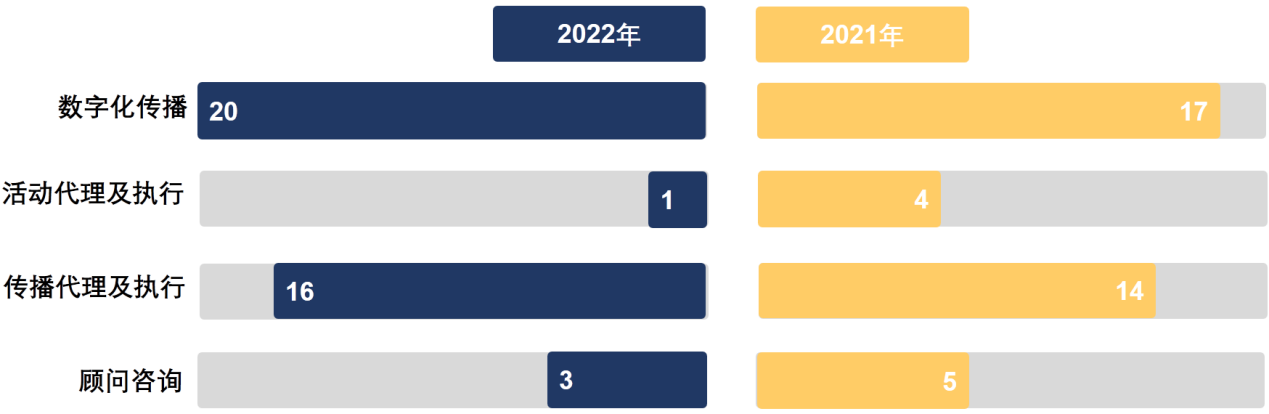 2022年 2021年
数字化传播 20 17
活动代理及执行 1 4
传播代理及执行 16 14
顾问咨询 3 5